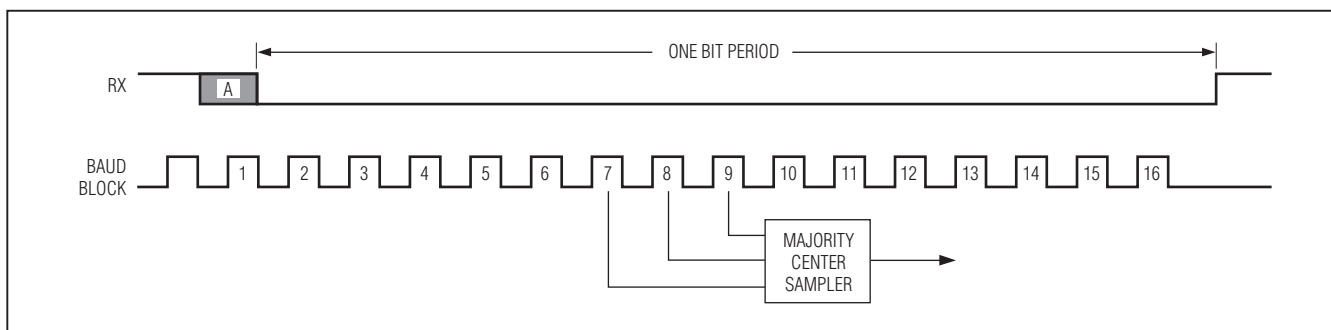 ONE BIT PERIOD
RX
A
BAUD
BLOCK
1 2 3 4 5 6 7 8 9 10 11 12 13 14 15 16
MAJORITY
CENTER
SAMPLER